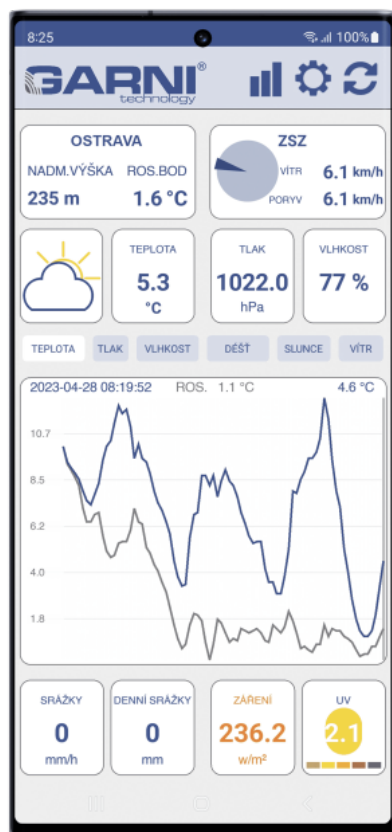 8:25 100%
GARNI®
technology
OSTRAVA
NADM.VÝŠKA ROS.BOD
235 m 1.6 °C
ZSZ
VÍTR 6.1 km/h
PORYV 6.1 km/h
TEPLOTA
5.3
°C
TLAK
1022.0
hPa
VLHKOST
77 %
TEPLOTA TLAK VLHKOST DÉŠŤ SLUNCE VÍTR
2023-04-28 08:19:52 ROS. 1.1 °C 4.6 °C
10.7
8.5
6.2
4.0
1.8
SRÁŽKY
0
mm/h
DENNÍ SRÁŽKY
0
mm
ZÁŘENÍ
236.2
w/m²
UV
2.1